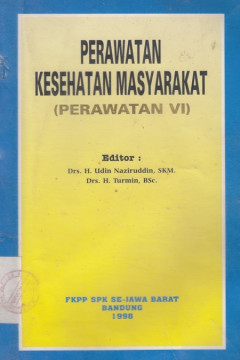 PERAWATAN
KESEHATAN MASYARAKAT
(PERAWATAN VI)
Editor :
Drs. H. Udin Naziruddin, SKM.
Drs. H. Turmin, BSc.
FKPP SPK SE-JAWA BARAT
BANDUNG
1998